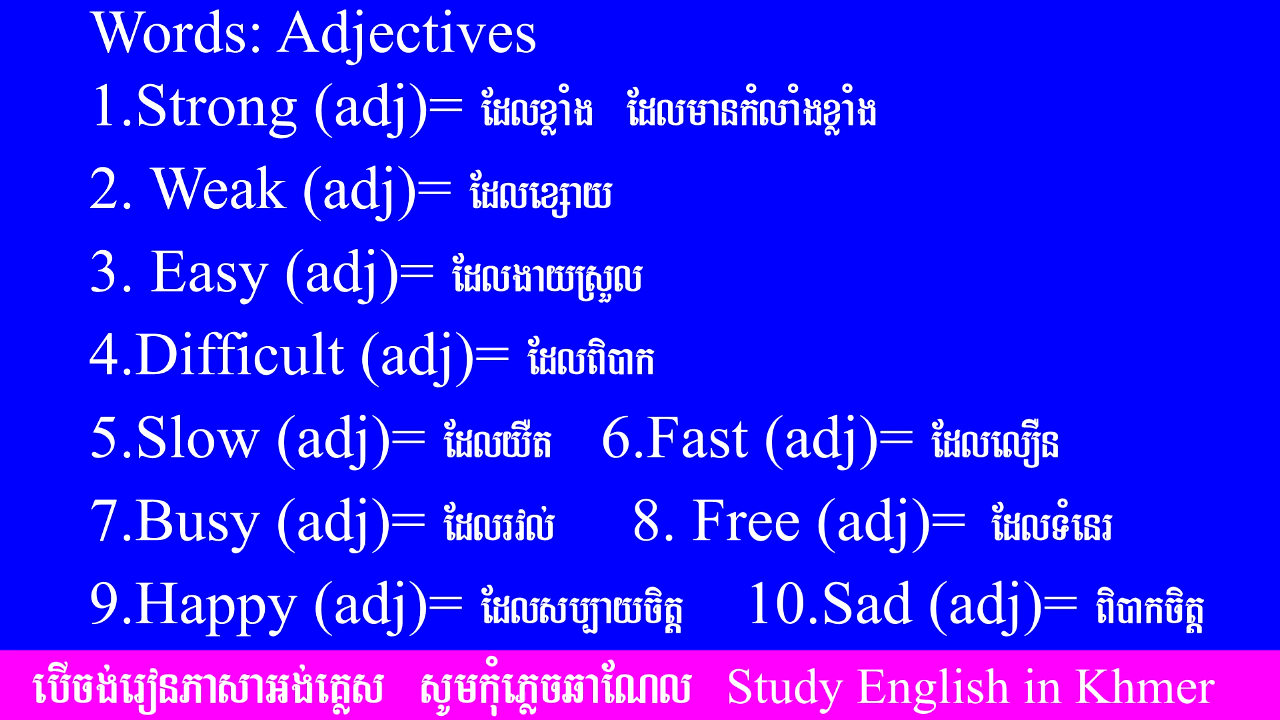 Words: Adjectives
1.Strong (adj)= ដែលខ្លាំង ដែលមានកំលាំងខ្លាំង
2. Weak (adj)= ដែលខ្សោយ
3. Easy (adj)= ដែលងាយស្រួល
4.Difficult (adj)= ដែលពិបាក
5.Slow (adj)= ដែលយឺត 6.Fast (adj)= ដែលល្បឿន
7.Busy (adj)= ដែលរវល់ 8. Free (adj)= ដែលទំនេរ
9.Happy (adj)= ដែលសប្បាយចិត្ត 10.Sad (adj)= ពិបាកចិត្ត
បើចង់រៀនភាសាអង់គ្លេស សូមកុំភ្លេចឆាណែល Study English in Khmer